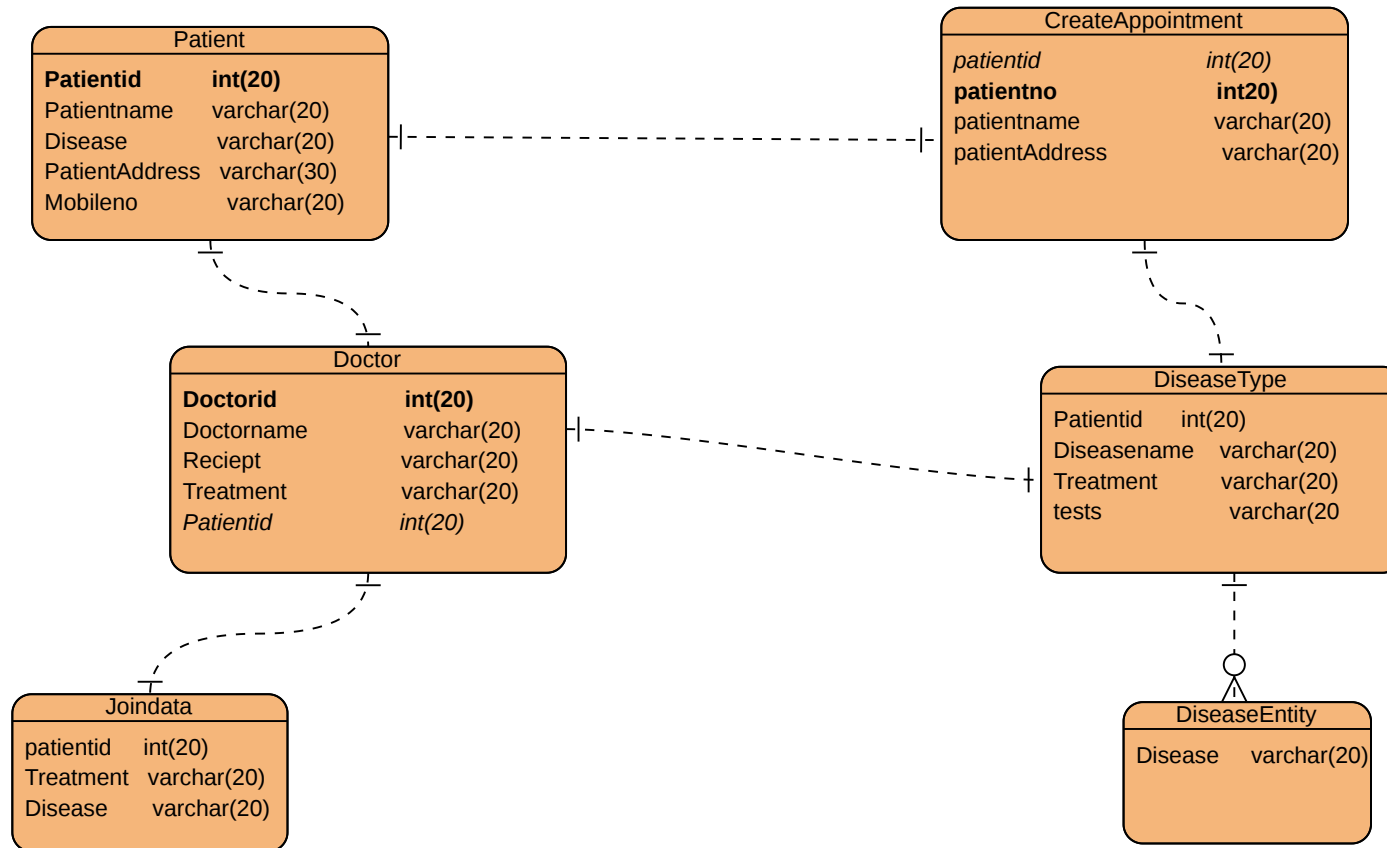 Patient
Patientid int(20)
Patientname varchar(20)
Disease varchar(20)
PatientAddress varchar(30)
Mobileno varchar(20)
CreateAppointment
patientid int(20)
patientno int20)
patientname varchar(20)
patientAddress varchar(20)
Doctor
Doctorid int(20)
Doctorname varchar(20)
Reciept varchar(20)
Treatment varchar(20)
Patientid int(20)
DiseaseType
Patientid int(20)
Diseasename varchar(20)
Treatment varchar(20)
tests varchar(20
Joindata
patientid int(20)
Treatment varchar(20)
Disease varchar(20)
DiseaseEntity
Disease varchar(20)